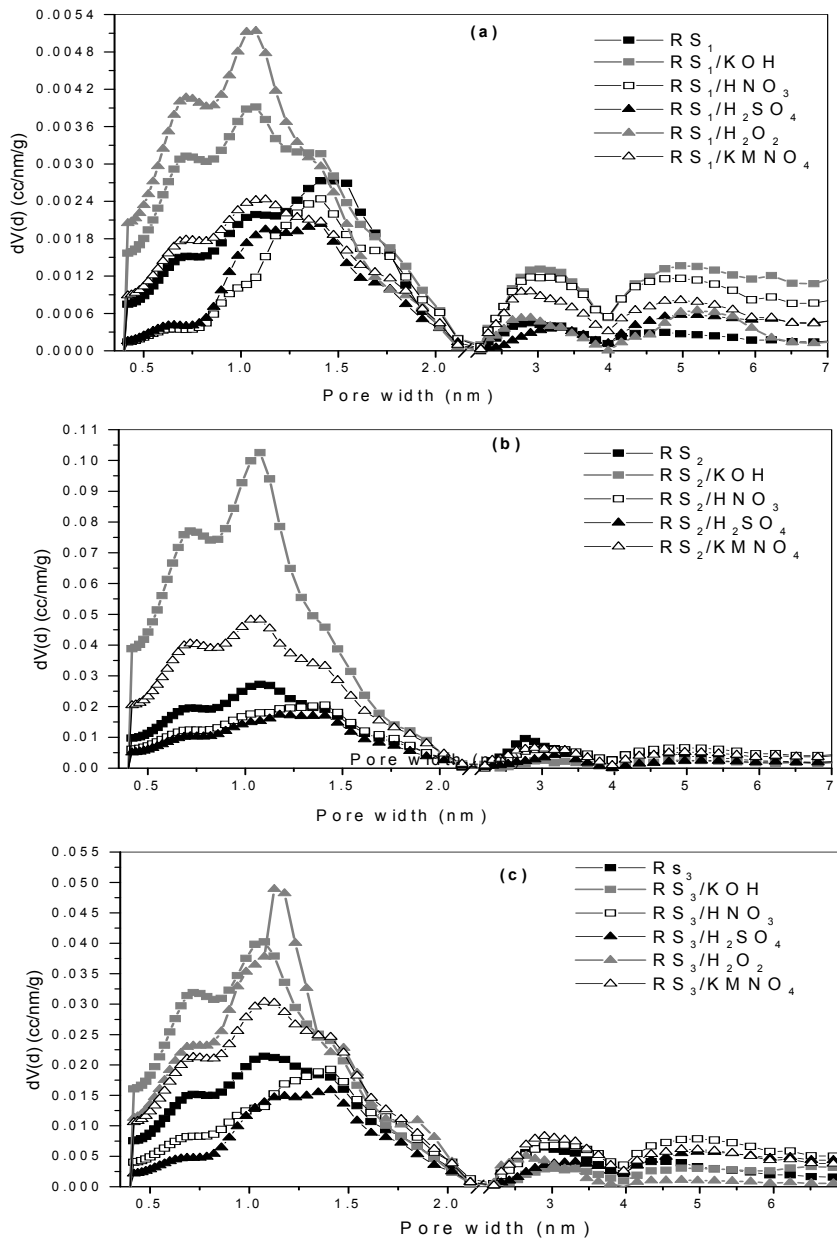 (a)
RS₁
RS₁/KOH
RS₁/HNO₃
RS₁/H₂SO₄
RS₁/H₂O₂
RS₁/KMNO₄
dV(d) (cc/nm/g)
0.0054
0.0048
0.0042
0.0036
0.0030
0.0024
0.0018
0.0012
0.0006
0.0000
0.5 1.0 1.5 2.0 3 4 5 6 7
Pore width (nm)
(b)
RS₂
RS₂/KOH
RS₂/HNO₃
RS₂/H₂SO₄
RS₂/KMNO₄
dV(d) (cc/nm/g)
0.11
0.10
0.09
0.08
0.07
0.06
0.05
0.04
0.03
0.02
0.01
0.00
Pore width (n
0.5 1.0 1.5 2.0 3 4 5 6 7
Pore width (nm)
(c)
Rs₃
RS₃/KOH
RS₃/HNO₃
RS₃/H₂SO₄
RS₃/H₂O₂
RS₃/KMNO₄
dV(d) (cc/nm/g)
0.055
0.050
0.045
0.040
0.035
0.030
0.025
0.020
0.015
0.010
0.005
0.000
0.5 1.0 1.5 2.0 3 4 5 6
Pore width (nm)